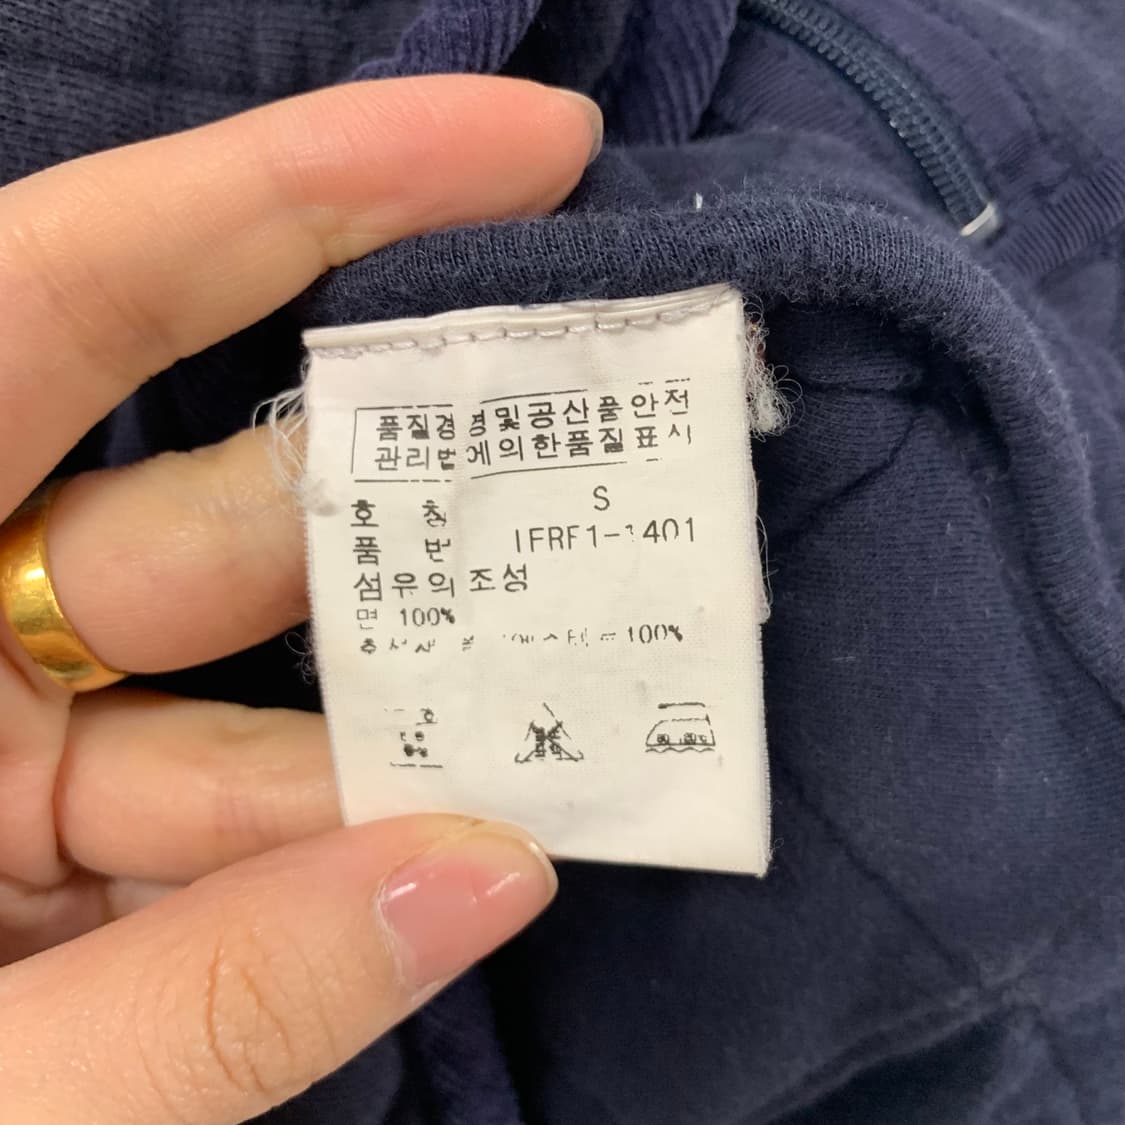 품질경영및공산품안전
관리법에의한품질표시
호칭 S
품번
섬유의 조성
면 100%
100%